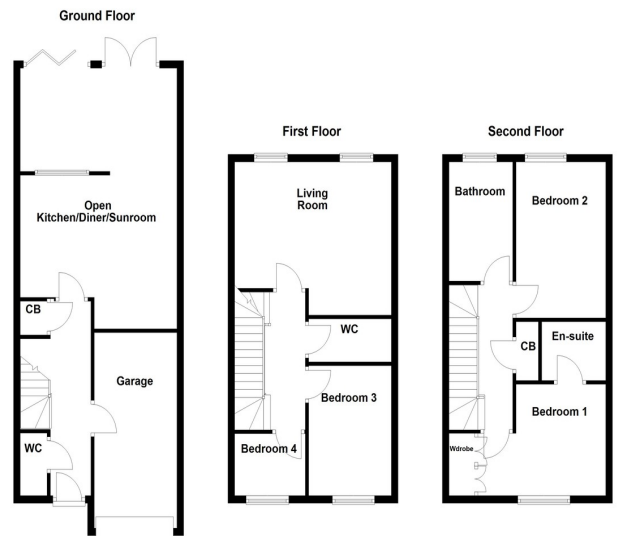 Ground Floor
Open
Kitchen/Diner/Sunroom
CB
Garage
WC
First Floor
Living
Room
WC
Bedroom 3
Bedroom 4
Second Floor
Bathroom
Bedroom 2
CB
En-suite
Bedroom 1
Wdrobe